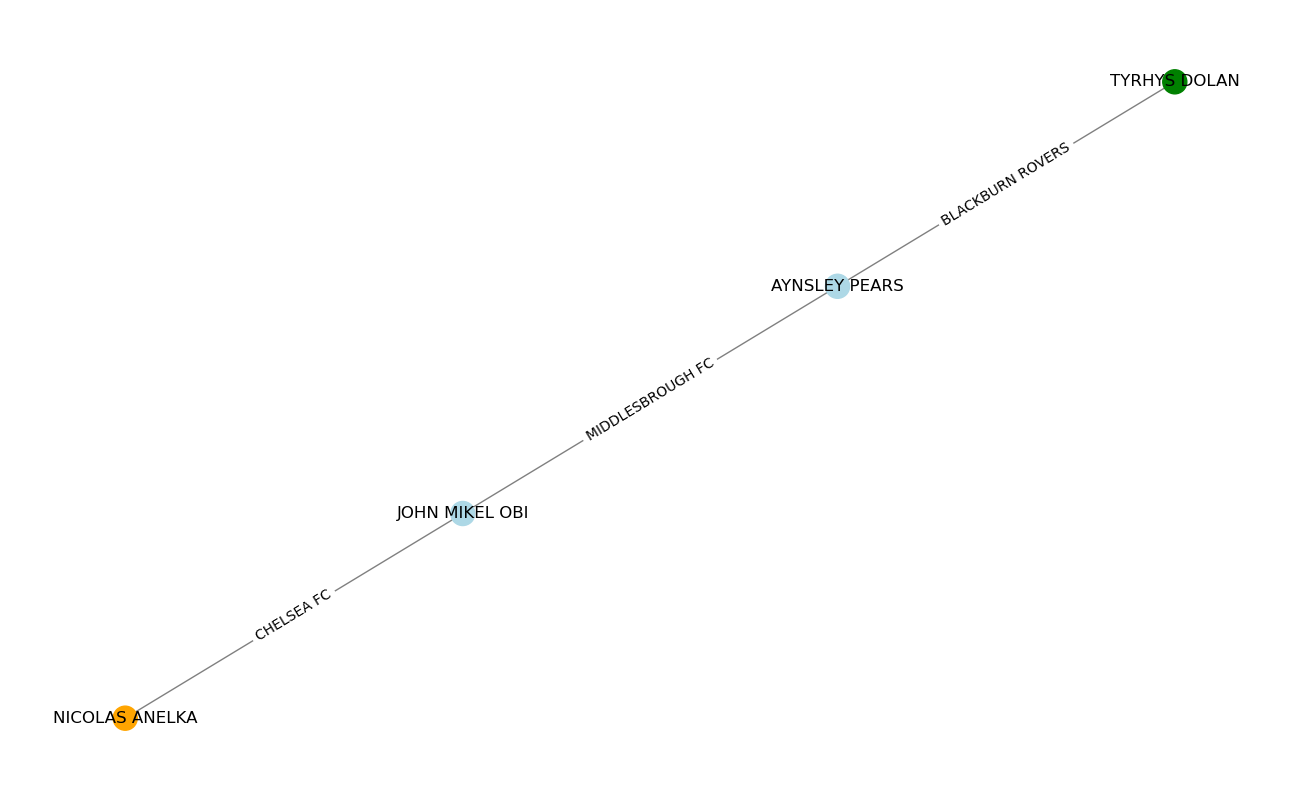 TYRHYS DOLAN
BLACKBURN ROVERS
AYNSLEY PEARS
MIDDLESBROUGH FC
JOHN MIKEL OBI
CHELSEA FC
NICOLAS ANELKA